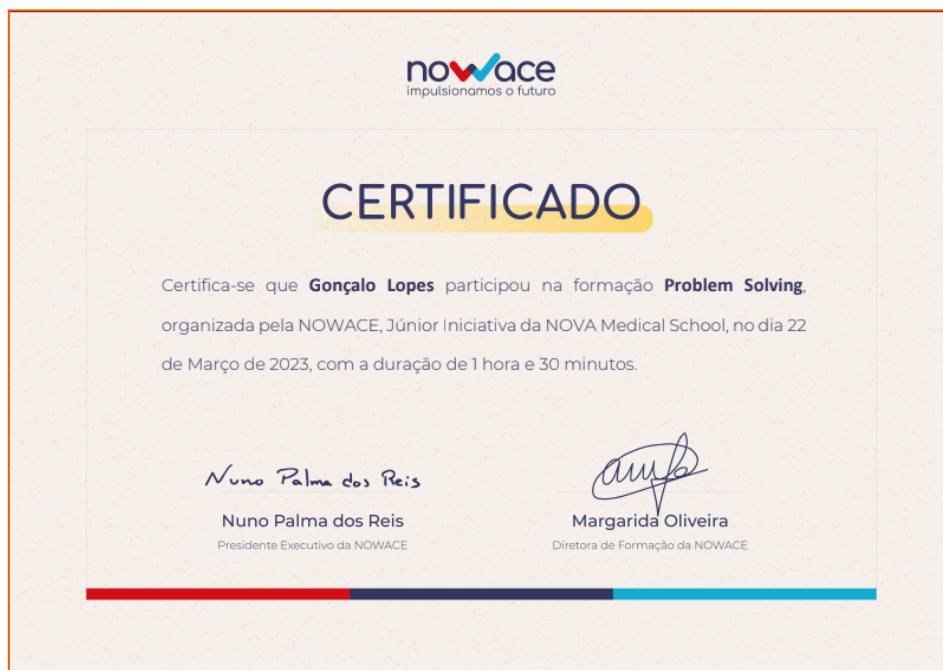 nowace
impulsionamos o futuro
CERTIFICADO
Certifica-se que Gonçalo Lopes participou na formação Problem Solving,
organizada pela NOWACE, Júnior Iniciativa da NOVA Medical School, no dia 22
de Março de 2023, com a duração de 1 hora e 30 minutos.
Nuno Palma dos Reis
Nuno Palma dos Reis
Presidente Executivo da NOWACE
Margarida Oliveira
Diretora de Formação da NOWACE